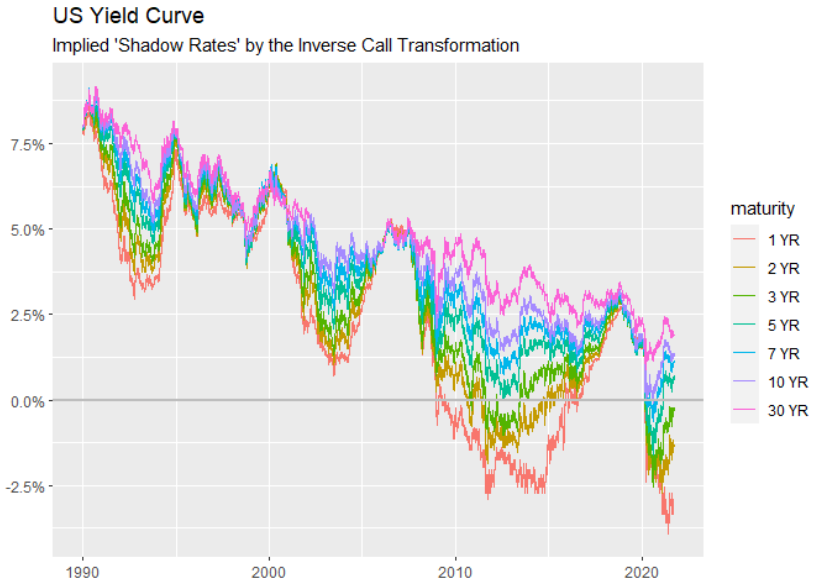 US Yield Curve
Implied 'Shadow Rates' by the Inverse Call Transformation
7.5%
5.0%
2.5%
0.0%
-2.5%
1990 2000 2010 2020
maturity
1 YR
2 YR
3 YR
5 YR
7 YR
10 YR
30 YR